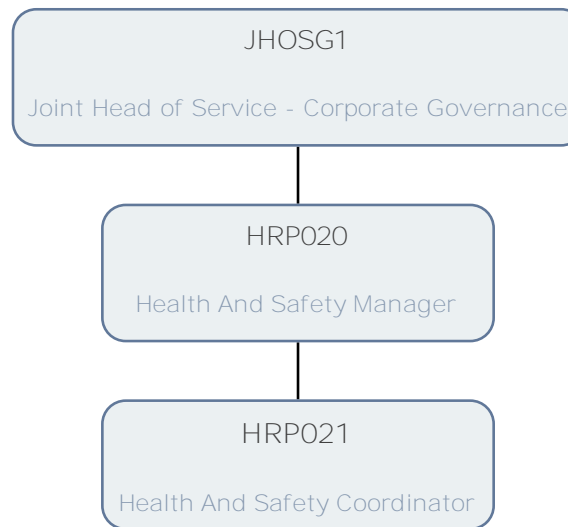 JHOSG1
Joint Head of Service - Corporate Governance
HRP020
Health And Safety Manager
HRP021
Health And Safety Coordinator